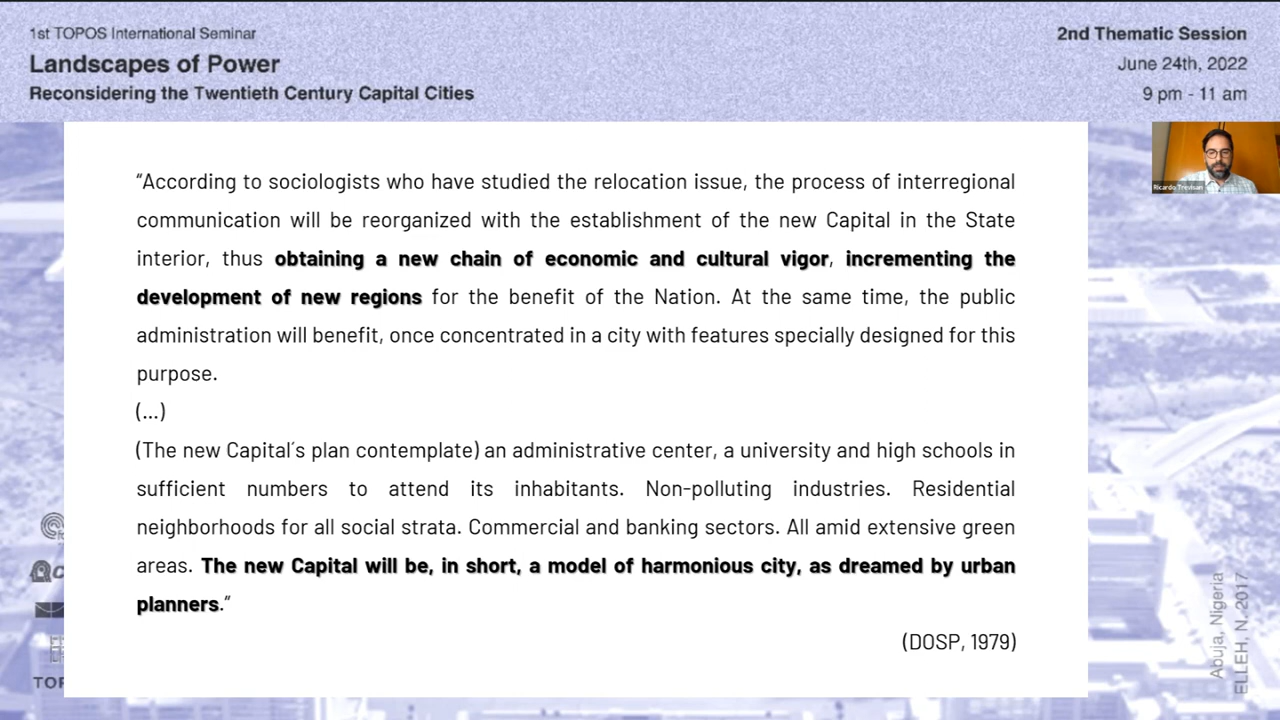 1st TOPOS International Seminar
Landscapes of Power
Reconsidering the Twentieth Century Capital Cities
2nd Thematic Session
June 24th, 2022
9 pm - 11 am
Ricardo Trevisan
“According to sociologists who have studied the relocation issue, the process of interregional
communication will be reorganized with the establishment of the new Capital in the State
interior, thus obtaining a new chain of economic and cultural vigor, incrementing the
development of new regions for the benefit of the Nation. At the same time, the public
administration will benefit, once concentrated in a city with features specially designed for this
purpose.
(...)
(The new Capital´s plan contemplate) an administrative center, a university and high schools in
sufficient numbers to attend its inhabitants. Non-polluting industries. Residential
neighborhoods for all social strata. Commercial and banking sectors. All amid extensive green
areas. The new Capital will be, in short, a model of harmonious city, as dreamed by urban
planners.”
(DOSP, 1979)
Abuja, Nigeria
ELLEH, N. 2017